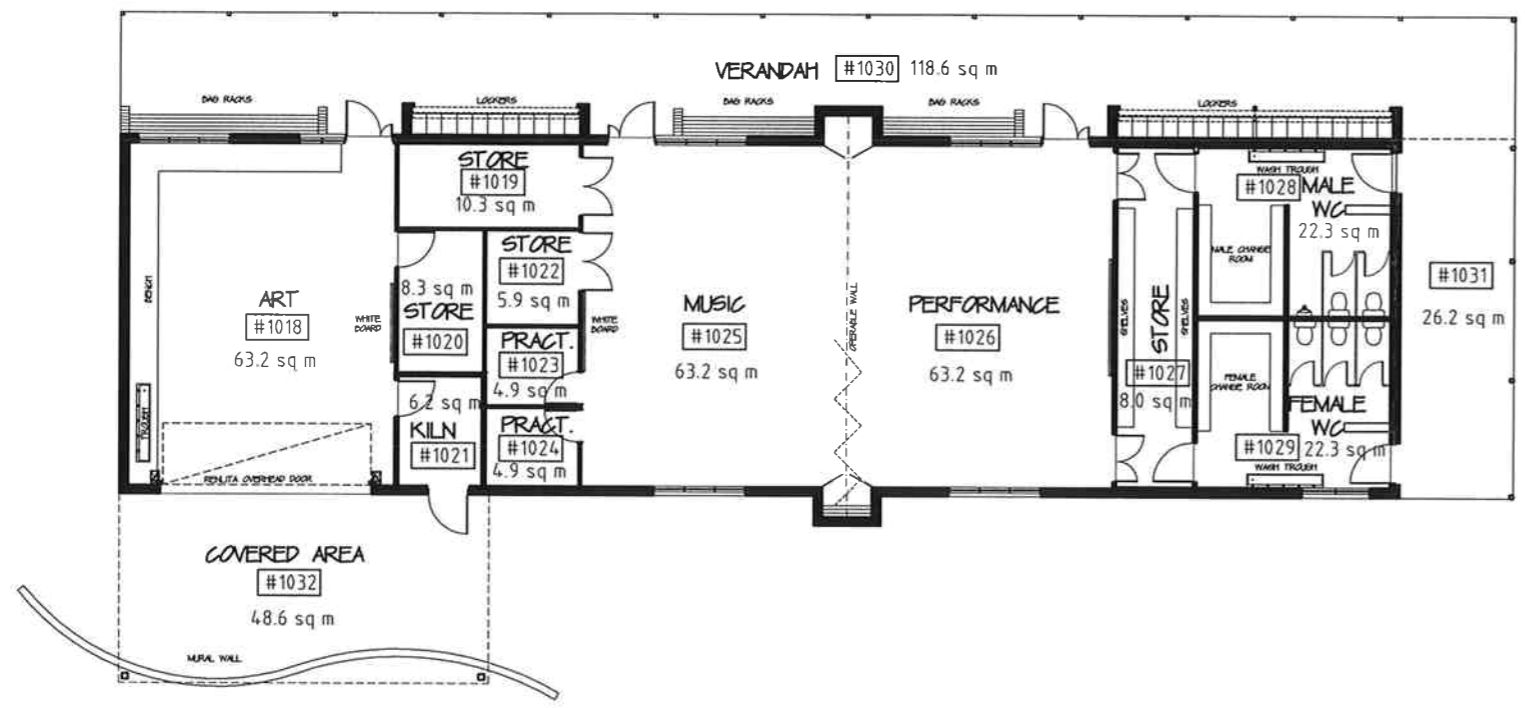 VERANDAH #1030 118.6 sq m
BAG RACKS
LOCKERS
BAG RACKS
BAG RACKS
LOCKERS
STORE
#1019
10.3 sq m
STORE
#1022
5.9 sq m
8.3 sq m
STORE
#1020
BENCH
ART
#1018
63.2 sq m
WHITE
BOARD
PRACT.
#1023
4.9 sq m
WHITE
BOARD
MUSIC
#1025
63.2 sq m
OPERABLE WALL
PERFORMANCE
#1026
63.2 sq m
SHELVES
STORE
SHELVES
#1027
8.0 sq m
WASH TROUGH
#1028 MALE
WC
22.3 sq m
MALE CHANGE
ROOM
#1031
26.2 sq m
FEMALE
CHANGE ROOM
FEMALE
WC
#1029 22.3 sq m
WASH TROUGH
6.2 sq m
KILN
#1021
PRACT.
#1024
4.9 sq m
TROUGH
RENLITA OVERHEAD DOOR
COVERED AREA
#1032
48.6 sq m
MURAL WALL